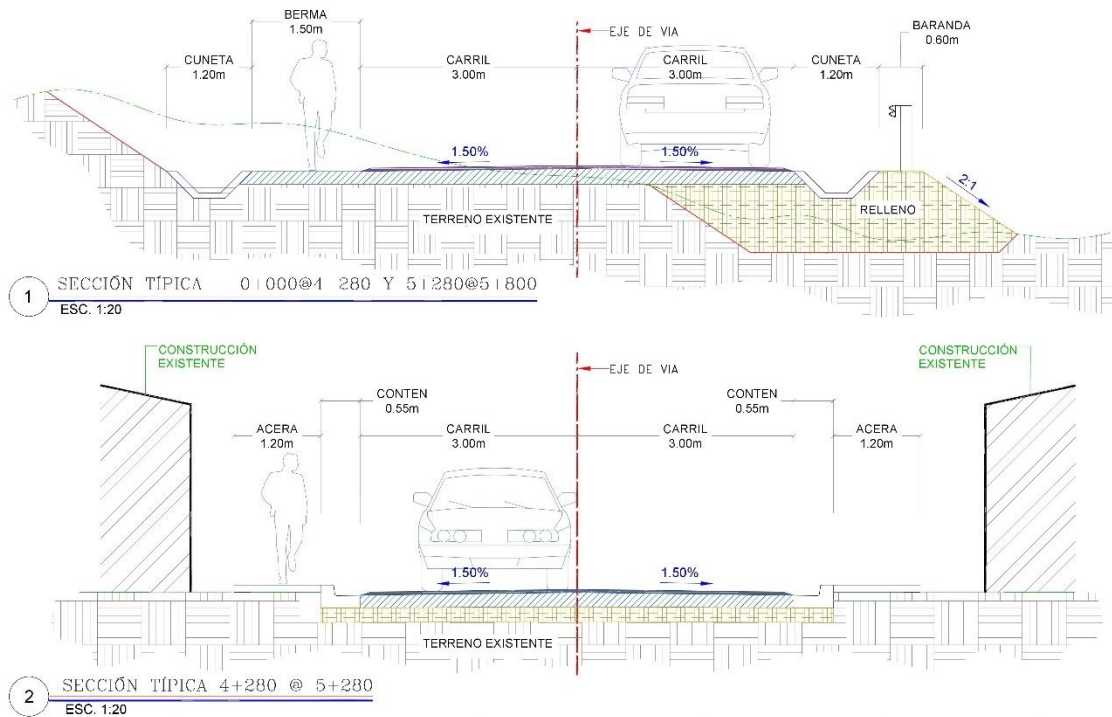 BERMA
1.50m
EJE DE VIA
BARANDA
0.60m
CUNETA
1.20m
CARRIL
3.00m
CARRIL
3.00m
CUNETA
1.20m
1.50%
1.50%
2:1
RELLENO
TERRENO EXISTENTE
1
SECCIÓN TÍPICA 0+000@4 280 Y 5+280@5+800
ESC. 1:20
CONSTRUCCIÓN
EXISTENTE
EJE DE VIA
CONSTRUCCIÓN
EXISTENTE
CONTEN
0.55m
CONTEN
0.55m
ACERA
1.20m
CARRIL
3.00m
CARRIL
3.00m
ACERA
1.20m
1.50%
1.50%
TERRENO EXISTENTE
2
SECCIÓN TÍPICA 4+280 @ 5+280
ESC. 1:20